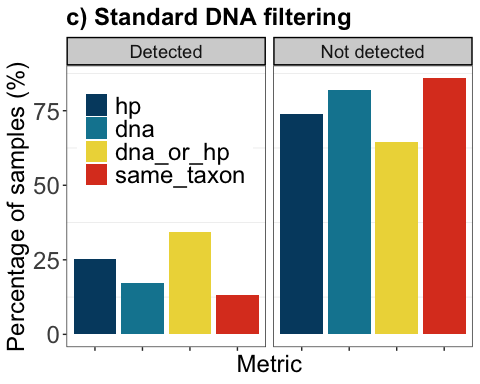 c) Standard DNA filtering
Detected
Not detected
Percentage of samples (%)
75
50
25
0
hp
dna
dna_or_hp
same_taxon
Metric